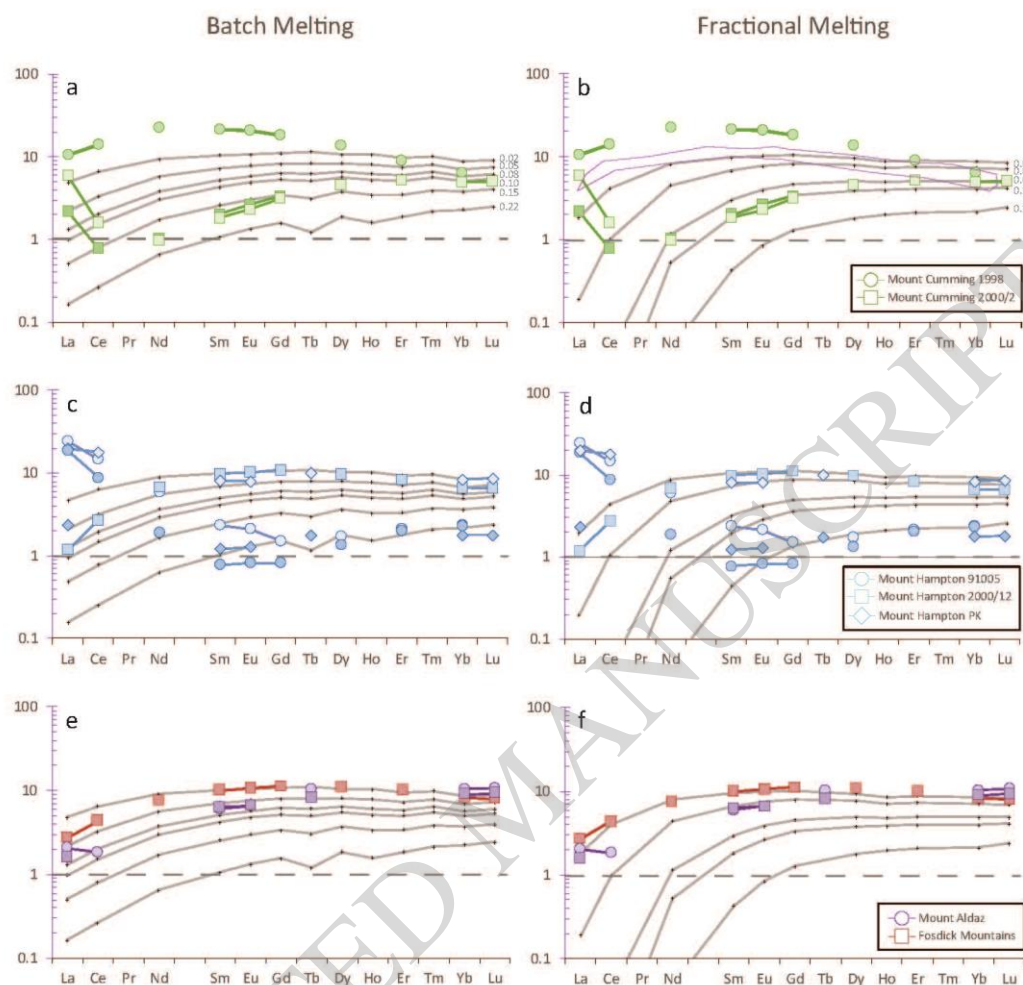 Batch Melting
Fractional Melting
a
100
10
1
0.1
0.02
0.05
0.08
0.10
0.15
0.22
La Ce Pr Nd Sm Eu Gd Tb Dy Ho Er Tm Yb Lu
b
100
10
1
0.1
Mount Cumming 1998
Mount Cumming 2000/2
La Ce Pr Nd Sm Eu Gd Tb Dy Ho Er Tm Yb Lu
c
100
10
1
0.1
La Ce Pr Nd Sm Eu Gd Tb Dy Ho Er Tm Yb Lu
d
100
10
1
0.1
Mount Hampton 91005
Mount Hampton 2000/12
Mount Hampton PK
La Ce Pr Nd Sm Eu Gd Tb Dy Ho Er Tm Yb Lu
e
100
10
1
0.1
La Ce Pr Nd Sm Eu Gd Tb Dy Ho Er Tm Yb Lu
f
100
10
1
0.1
Mount Aldaz
Fosdick Mountains
La Ce Pr Nd Sm Eu Gd Tb Dy Ho Er Tm Yb Lu
ED MANUSCRIPT